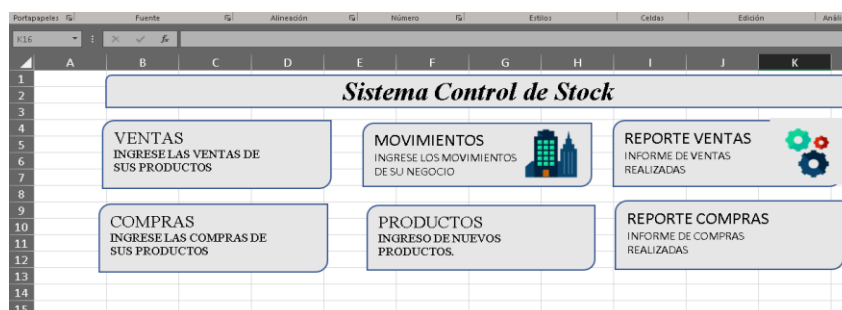 Portapapeles Fuente Alineación Número Estilos Celdas Edición
K16 fx
A B C D E F G H I J K
1
2 Sistema Control de Stock
3
4
5
6
7
8
9
10
11
12
13
14
15
VENTAS
INGRESE LAS VENTAS DE
SUS PRODUCTOS
MOVIMIENTOS
INGRESE LOS MOVIMIENTOS
DE SU NEGOCIO
REPORTE VENTAS
INFORME DE VENTAS
REALIZADAS
COMPRAS
INGRESE LAS COMPRAS DE
SUS PRODUCTOS
PRODUCTOS
INGRESO DE NUEVOS
PRODUCTOS.
REPORTE COMPRAS
INFORME DE COMPRAS
REALIZADAS